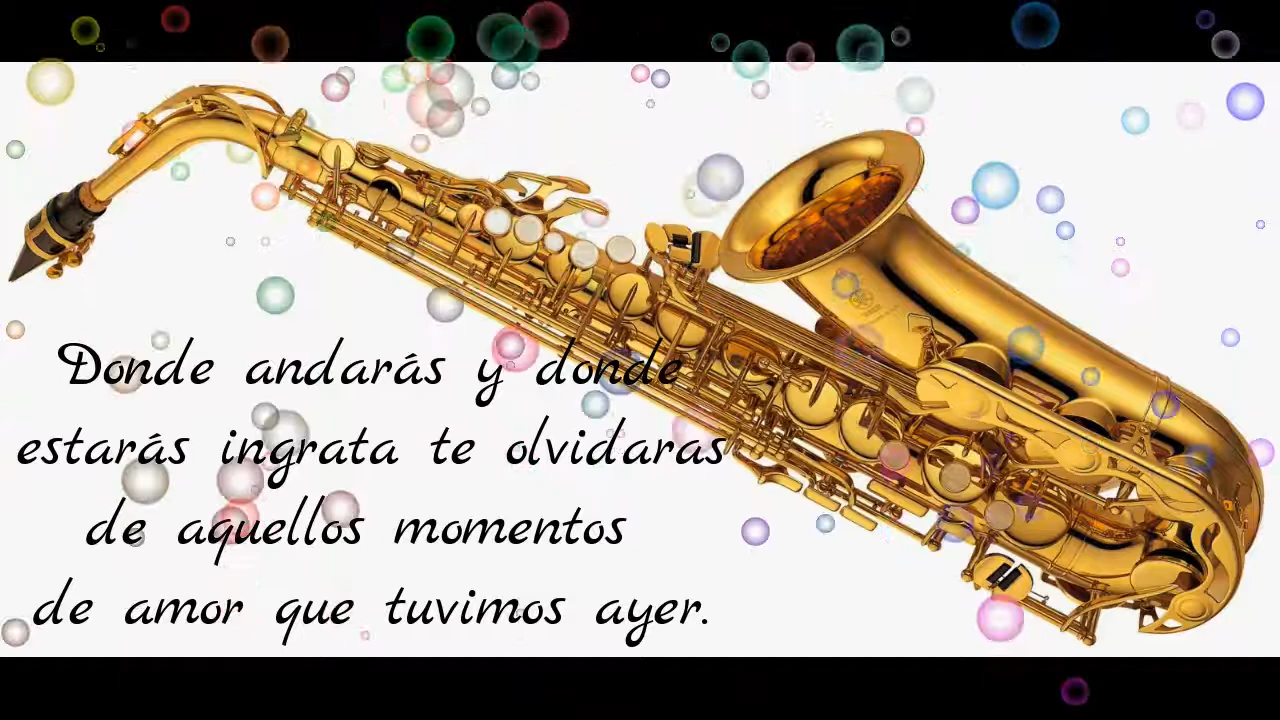 Donde andarás y donde
estarás ingrata te olvidaras
de aquellos momentos
de amor que tuvimos ayer.